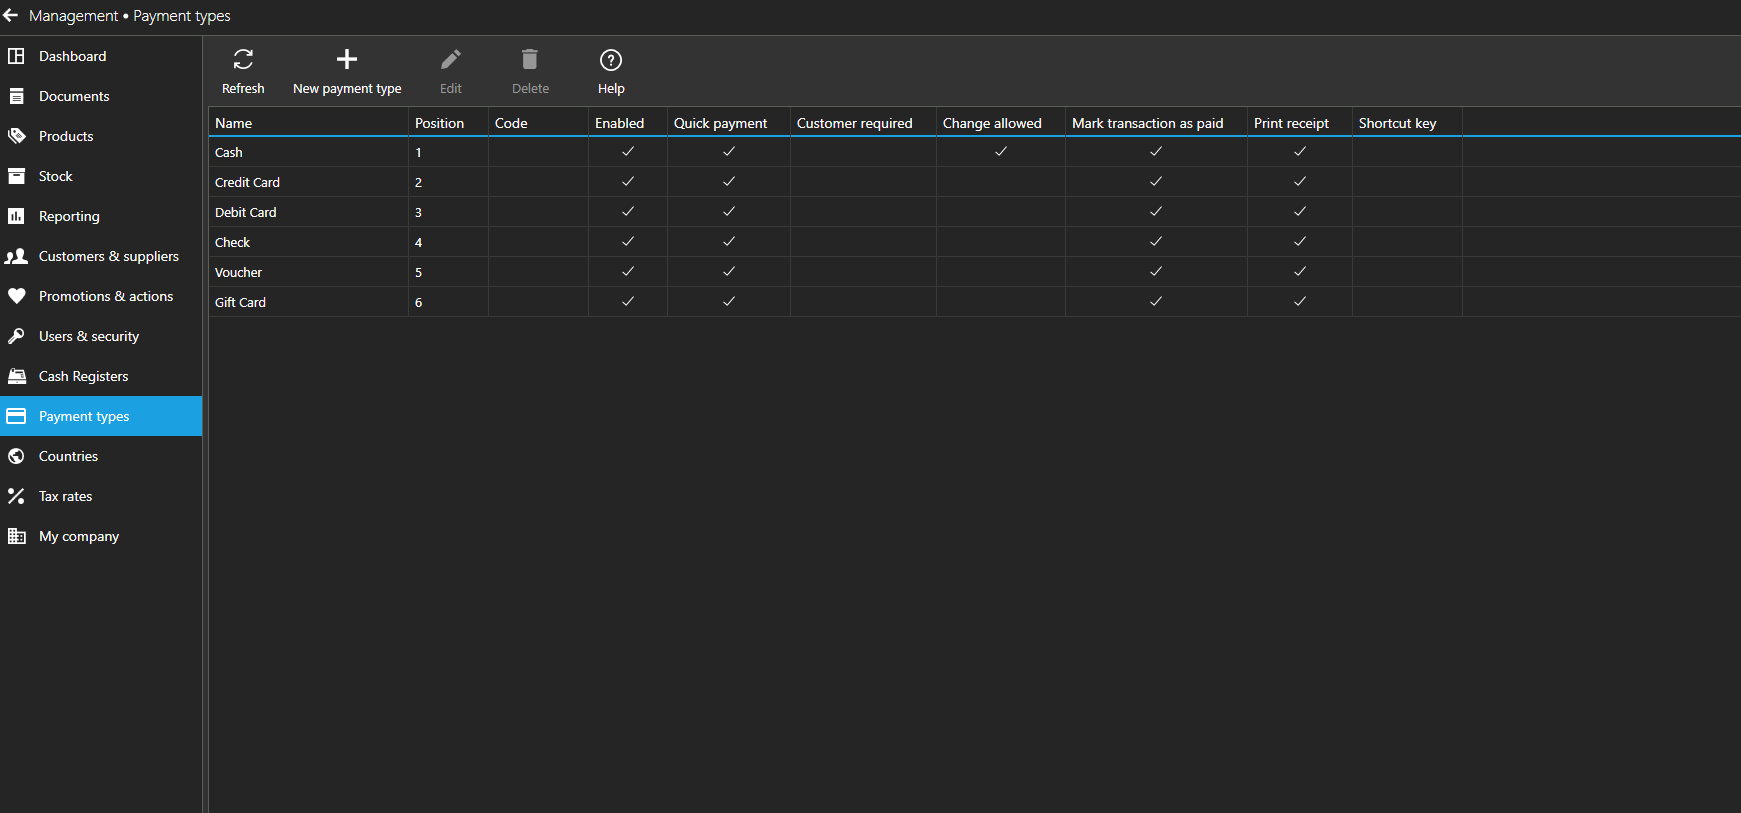 Management • Payment types
Dashboard
Documents
Products
Stock
Reporting
Customers & suppliers
Promotions & actions
Users & security
Cash Registers
Payment types
Countries
Tax rates
My company
Refresh
New payment type
Edit
Delete
Help
Name Position Code Enabled Quick payment Customer required Change allowed Mark transaction as paid Print receipt Shortcut key
Cash 1
Credit Card 2
Debit Card 3
Check 4
Voucher 5
Gift Card 6